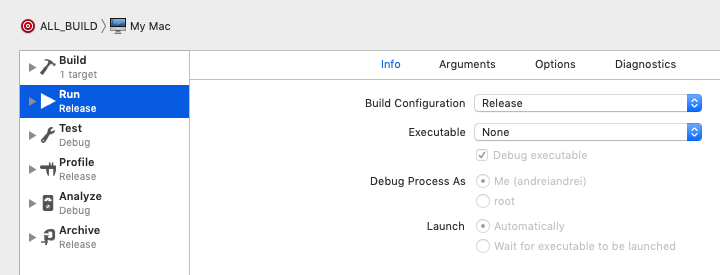 ALL_BUILD My Mac
Build
1 target
Run
Release
Test
Debug
Profile
Release
Analyze
Debug
Archive
Release
Info Arguments Options Diagnostics
Build Configuration Release
Executable None
Debug executable
Debug Process As Me (andreiandrei)
root
Launch Automatically
Wait for executable to be launched